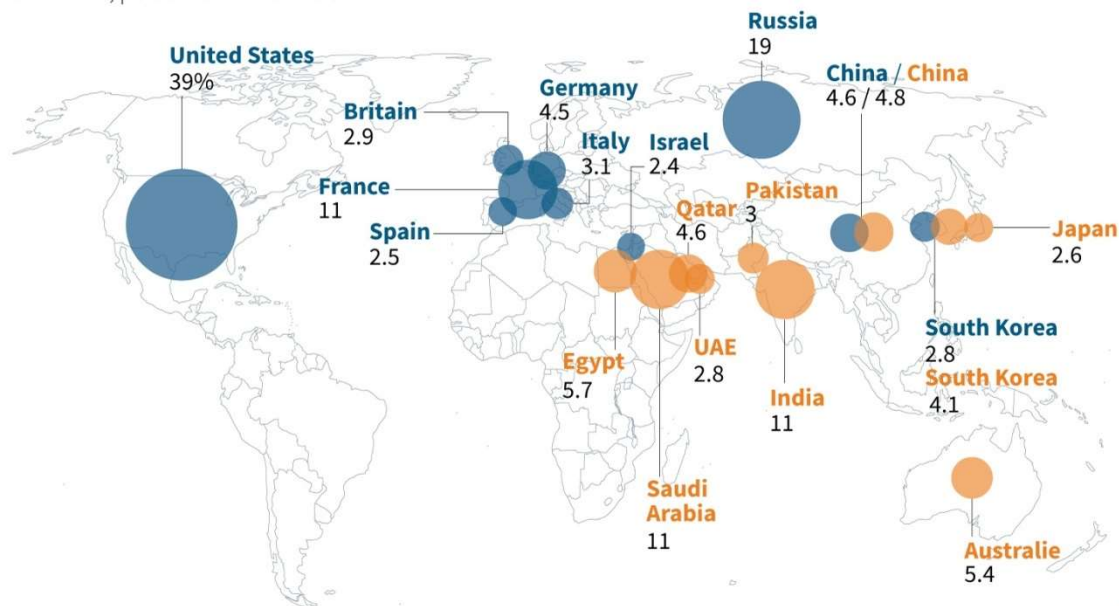 Russia
19
United States
39%
China / China
4.6 / 4.8
Germany
4.5
Britain
2.9
Italy
3.1
Israel
2.4
France
11
Pakistan
3
Qatar
4.6
Spain
2.5
Japan
2.6
South Korea
2.8
South Korea
4.1
Egypt
5.7
UAE
2.8
India
11
Saudi
Arabia
11
Australie
5.4